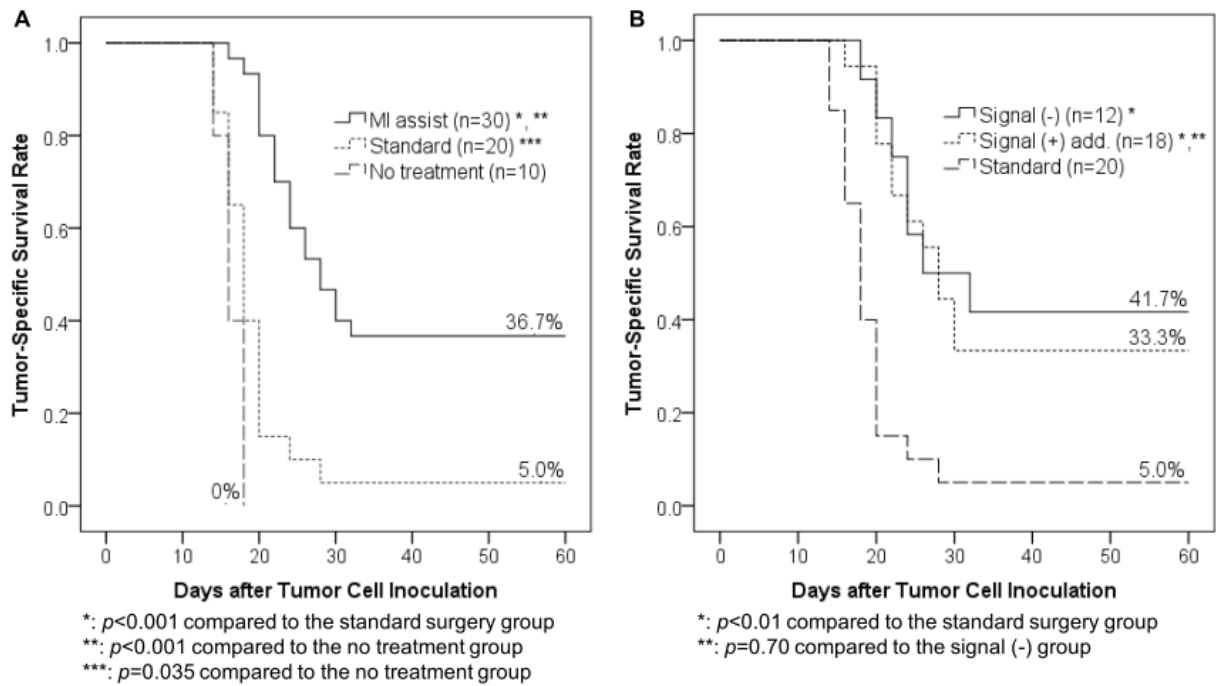 A
Tumor-Specific Survival Rate
1.0
0.8
0.6
0.4
0.2
0.0
MI assist (n=30) *, **
Standard (n=20) ***
No treatment (n=10)
36.7%
5.0%
0%
0 10 20 30 40 50 60
Days after Tumor Cell Inoculation
*: p<0.001 compared to the standard surgery group
**: p<0.001 compared to the no treatment group
***: p=0.035 compared to the no treatment group
B
Tumor-Specific Survival Rate
1.0
0.8
0.6
0.4
0.2
0.0
Signal (-) (n=12) *
Signal (+) add. (n=18) *,**
Standard (n=20)
41.7%
33.3%
5.0%
0 10 20 30 40 50 60
Days after Tumor Cell Inoculation
*: p<0.01 compared to the standard surgery group
**: p=0.70 compared to the signal (-) group